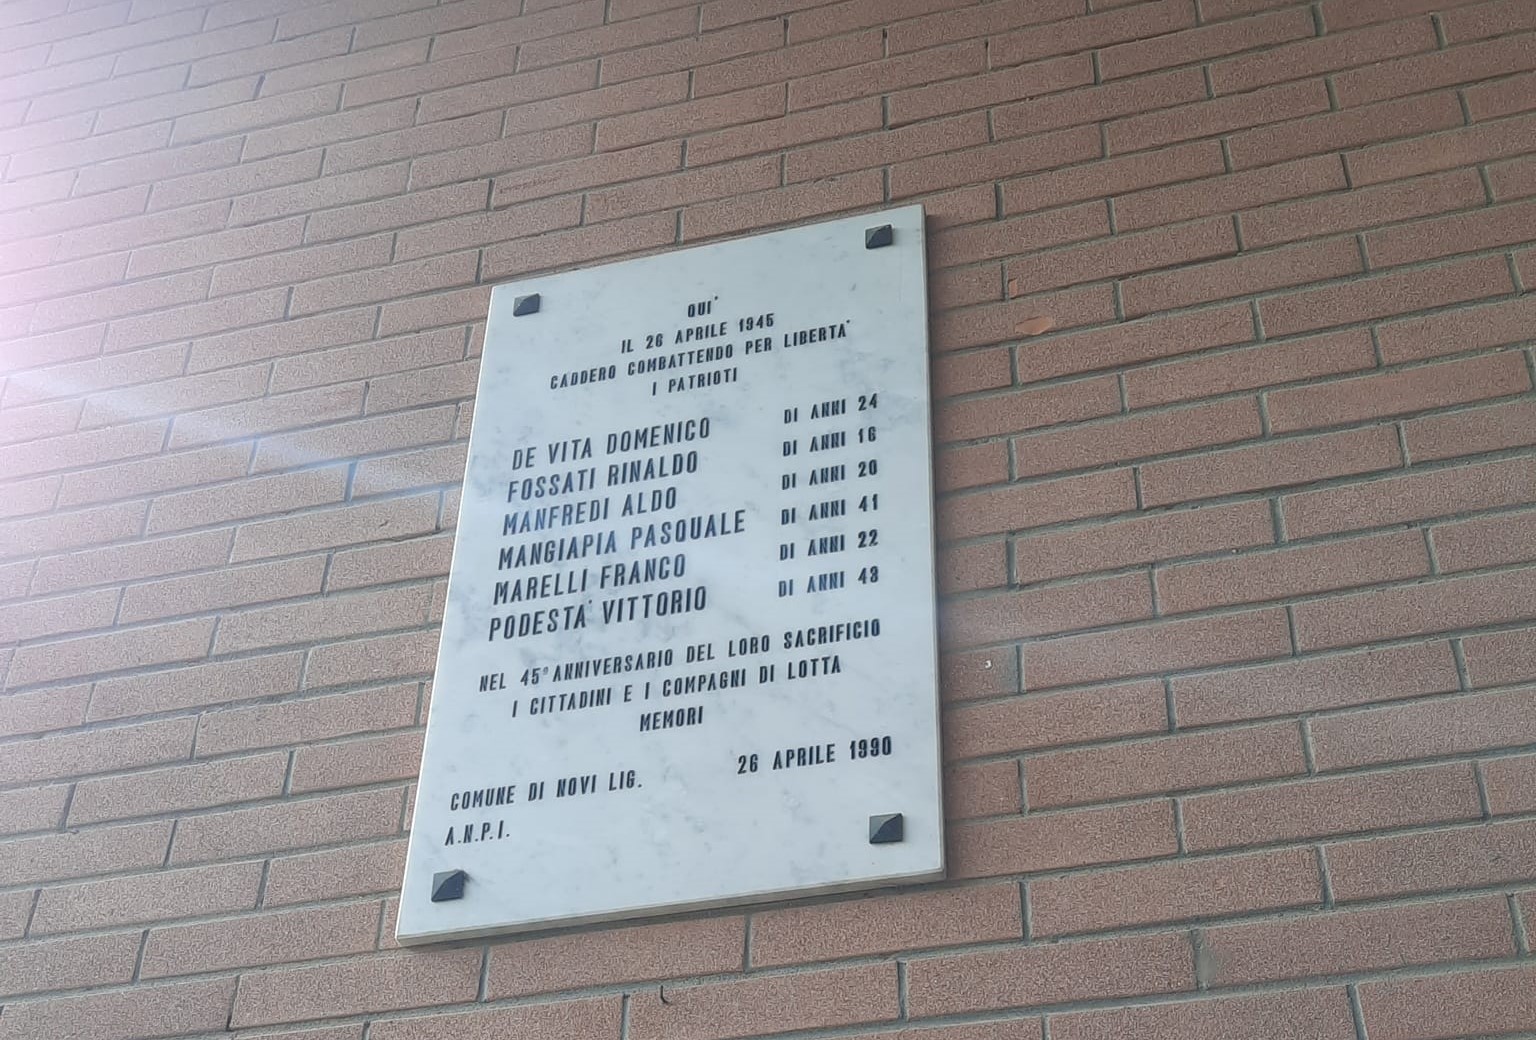 QUI'
IL 26 APRILE 1945
CADDERO COMBATTENDO PER LIBERTA'
I PATRIOTI
DE VITA DOMENICO DI ANNI 24
FOSSATI RINALDO DI ANNI 16
MANFREDI ALDO DI ANNI 20
MANGIAPIA PASQUALE DI ANNI 41
MARELLI FRANCO DI ANNI 22
PODESTA' VITTORIO DI ANNI 43
NEL 45° ANNIVERSARIO DEL LORO SACRIFICIO
I CITTADINI E I COMPAGNI DI LOTTA
MEMORI
26 APRILE 1990
COMUNE DI NOVI LIG.
A.N.P.I.